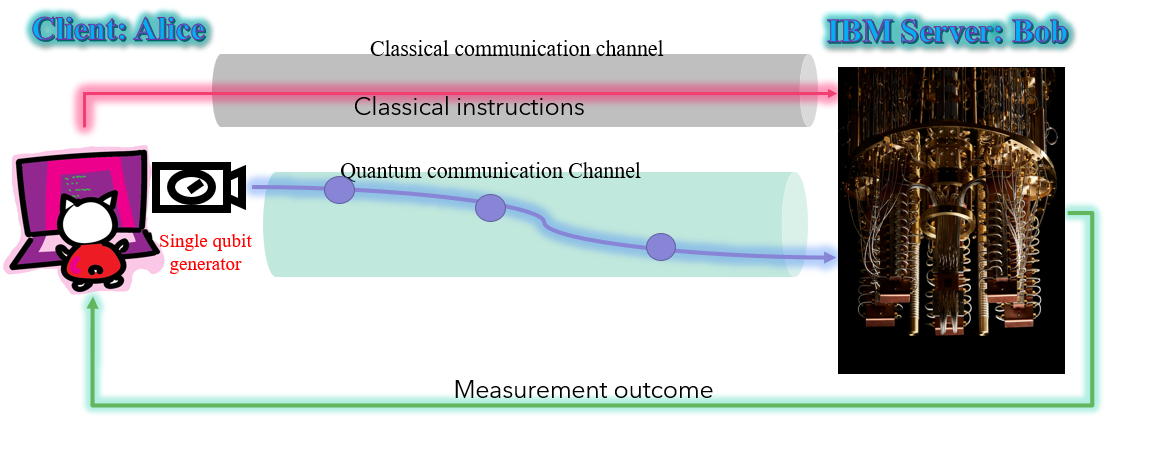 Client: Alice
IBM Server: Bob
Classical communication channel
Classical instructions
Quantum communication Channel
Single qubit
generator
Measurement outcome